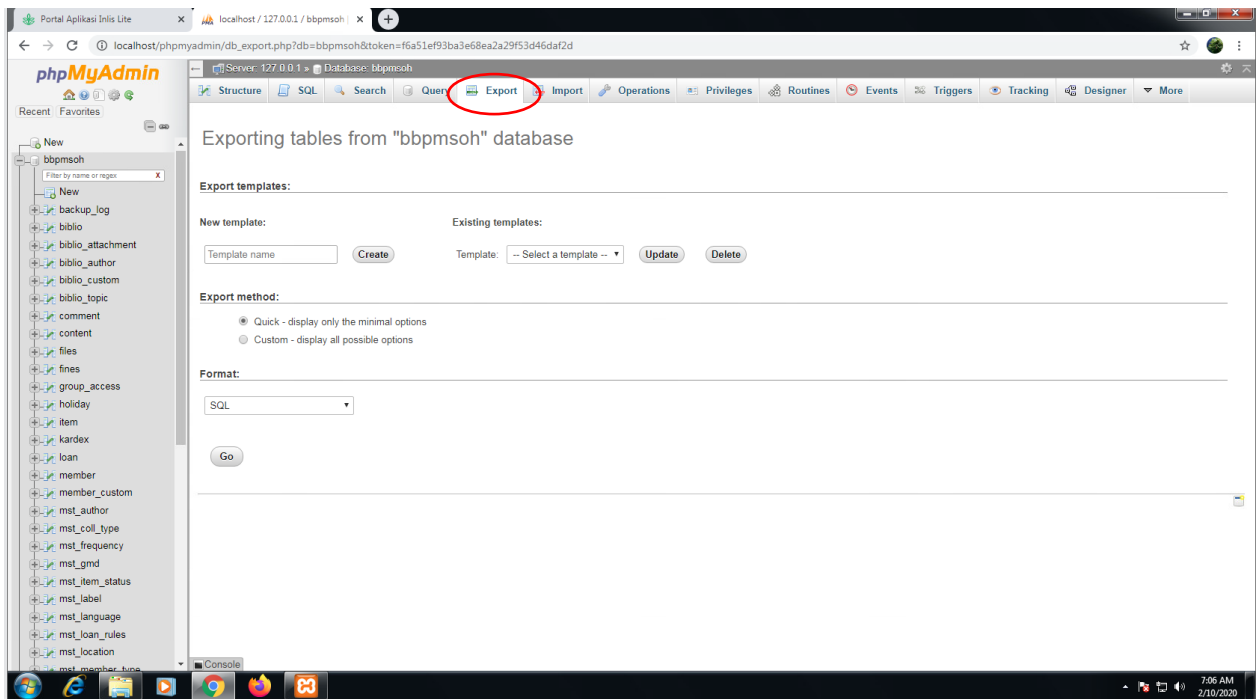 Portal Aplikasi Inlis Lite
localhost / 127.0.0.1 / bbpmsoh |
localhost/phpmyadmin/db_export.php?db=bbpmsoh&token=f6a51ef93ba3e68ea2a29f53d46daf2d
phpMyAdmin
Recent Favorites
New
bbpmsoh
Filter by name or regex X
New
backup_log
biblio
biblio_attachment
biblio_author
biblio_custom
biblio_topic
comment
content
files
fines
group_access
holiday
item
kardex
loan
member
member_custom
mst_author
mst_coll_type
mst_frequency
mst_gmd
mst_item_status
mst_label
mst_language
mst_loan_rules
mst_location
mst_member_type
Server: 127.0.0.1 » Database: bbpmsoh
Structure SQL Search Query Export Import Operations Privileges Routines Events Triggers Tracking Designer More
Exporting tables from "bbpmsoh" database
Export templates:
New template: Existing templates:
Template name Create Template: -- Select a template -- Update Delete
Export method:
Quick - display only the minimal options
Custom - display all possible options
Format:
SQL
Go
Console
7:06 AM
2/10/2020